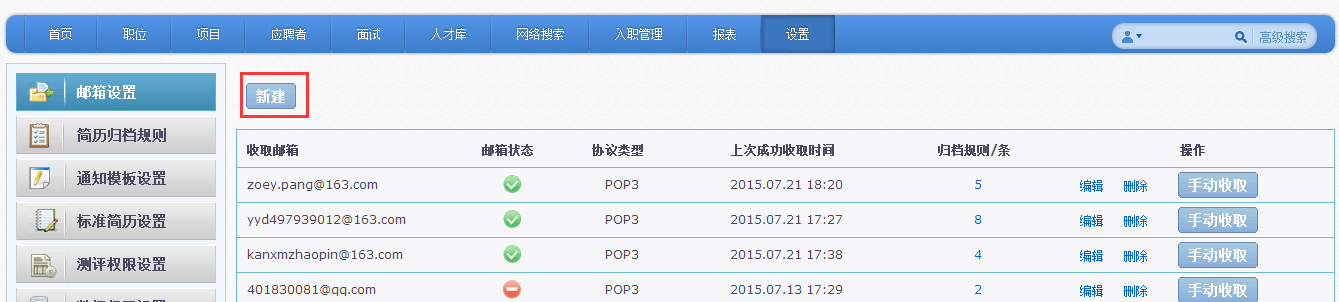 首页 职位 项目 应聘者 面试 人才库 网络搜索 入职管理 报表 设置 高级搜索
邮箱设置
简历归档规则
通知模板设置
标准简历设置
测评权限设置
新建
收取邮箱 邮箱状态 协议类型 上次成功收取时间 归档规则/条 操作
zoey.pang@163.com POP3 2015.07.21 18:20 5 编辑 删除 手动收取
yyd497939012@163.com POP3 2015.07.21 17:27 8 编辑 删除 手动收取
kanxmzhaopin@163.com POP3 2015.07.21 17:38 4 编辑 删除 手动收取
401830081@qq.com POP3 2015.07.13 17:29 2 编辑 删除 手动收取